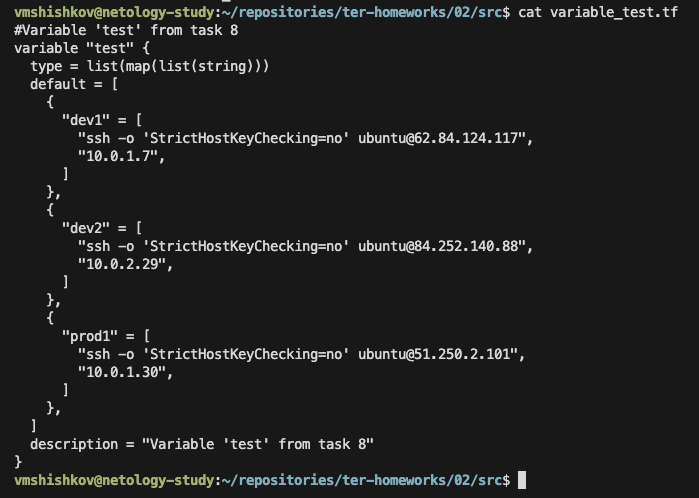 vmshishkov@netology-study:~/repositories/ter-homeworks/02/src$ cat variable_test.tf
#Variable 'test' from task 8
variable "test" {
  type = list(map(list(string)))
  default = [
    {
      "dev1" = [
        "ssh -o 'StrictHostKeyChecking=no' ubuntu@62.84.124.117",
        "10.0.1.7",
      ]
    },
    {
      "dev2" = [
        "ssh -o 'StrictHostKeyChecking=no' ubuntu@84.252.140.88",
        "10.0.2.29",
      ]
    },
    {
      "prod1" = [
        "ssh -o 'StrictHostKeyChecking=no' ubuntu@51.250.2.101",
        "10.0.1.30",
      ]
    },
  ]
  description = "Variable 'test' from task 8"
}
vmshishkov@netology-study:~/repositories/ter-homeworks/02/src$